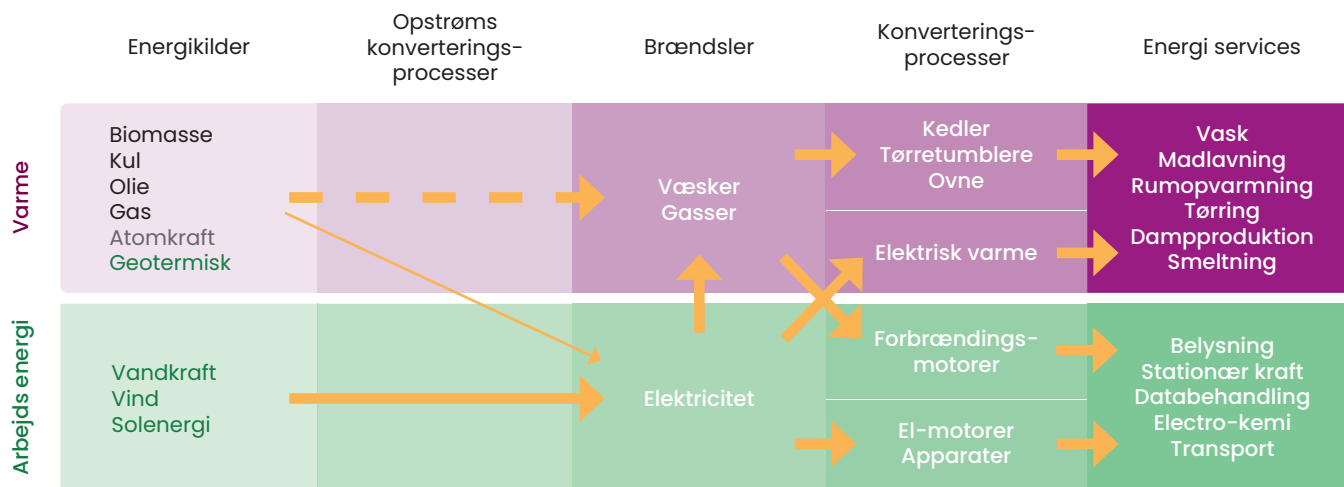 Energikilder
Opstrøms
konverterings-
processer
Brændsler
Konverterings-
processer
Energi services
Varme
Biomasse
Kul
Olie
Gas
Atomkraft
Geotermisk
Væsker
Gasser
Kedler
Tørretumblere
Ovne
Elektrisk varme
Vask
Madlavning
Rumopvarmning
Tørring
Dampproduktion
Smeltning
Arbejds energi
Vandkraft
Vind
Solenergi
Elektricitet
Forbrændings-
motorer
El-motorer
Apparater
Belysning
Stationær kraft
Databehandling
Electro-kemi
Transport